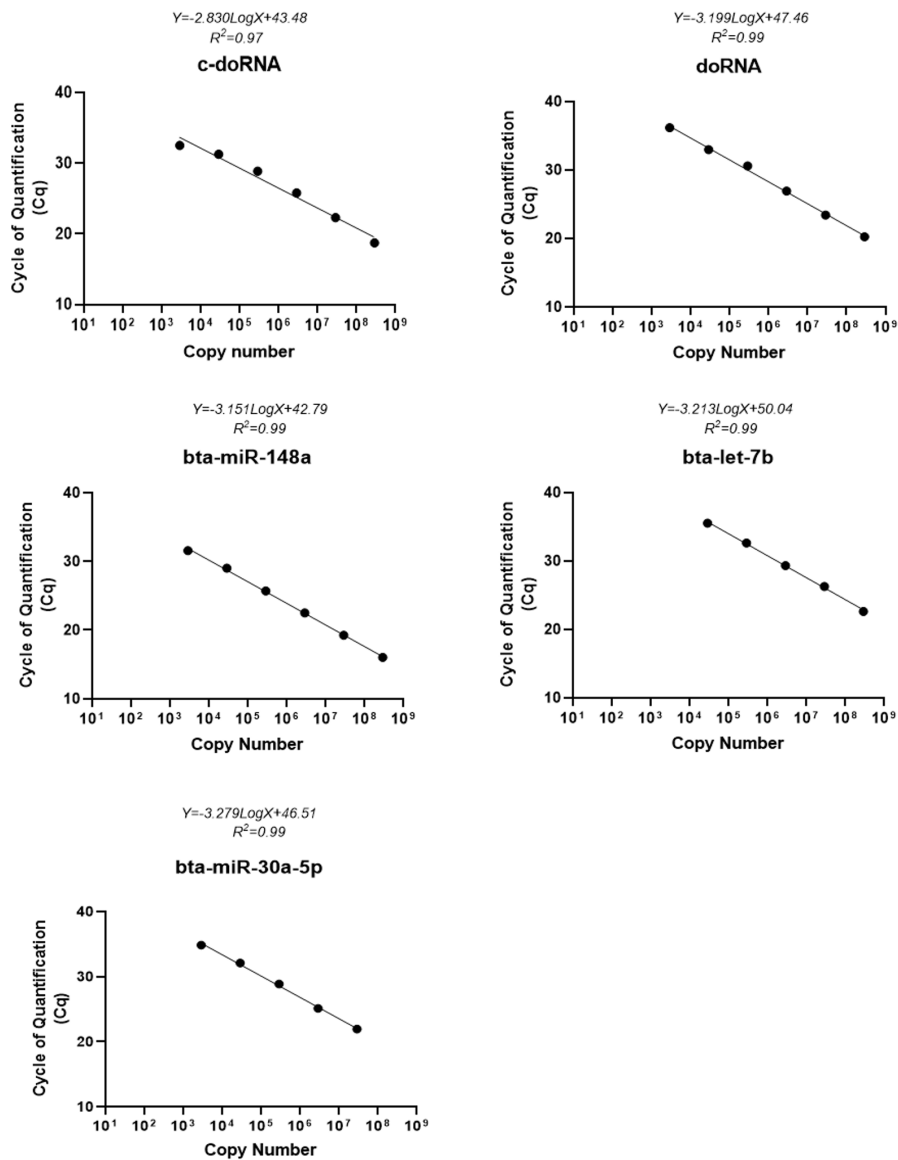 Y=-2.830LogX+43.48
R²=0.97
c-doRNA
40
30
20
10
10¹ 10² 10³ 10⁴ 10⁵ 10⁶ 10⁷ 10⁸ 10⁹
Cycle of Quantification
(Cq)
Copy number
Y=-3.199LogX+47.46
R²=0.99
doRNA
40
30
20
10
10¹ 10² 10³ 10⁴ 10⁵ 10⁶ 10⁷ 10⁸ 10⁹
Cycle of Quantification
(Cq)
Copy Number
Y=-3.151LogX+42.79
R²=0.99
bta-miR-148a
40
30
20
10
10¹ 10² 10³ 10⁴ 10⁵ 10⁶ 10⁷ 10⁸ 10⁹
Cycle of Quantification
(Cq)
Copy Number
Y=-3.213LogX+50.04
R²=0.99
bta-let-7b
40
30
20
10
10¹ 10² 10³ 10⁴ 10⁵ 10⁶ 10⁷ 10⁸ 10⁹
Cycle of Quantification
(Cq)
Copy Number
Y=-3.279LogX+46.51
R²=0.99
bta-miR-30a-5p
40
30
20
10
10¹ 10² 10³ 10⁴ 10⁵ 10⁶ 10⁷ 10⁸ 10⁹
Cycle of Quantification
(Cq)
Copy Number